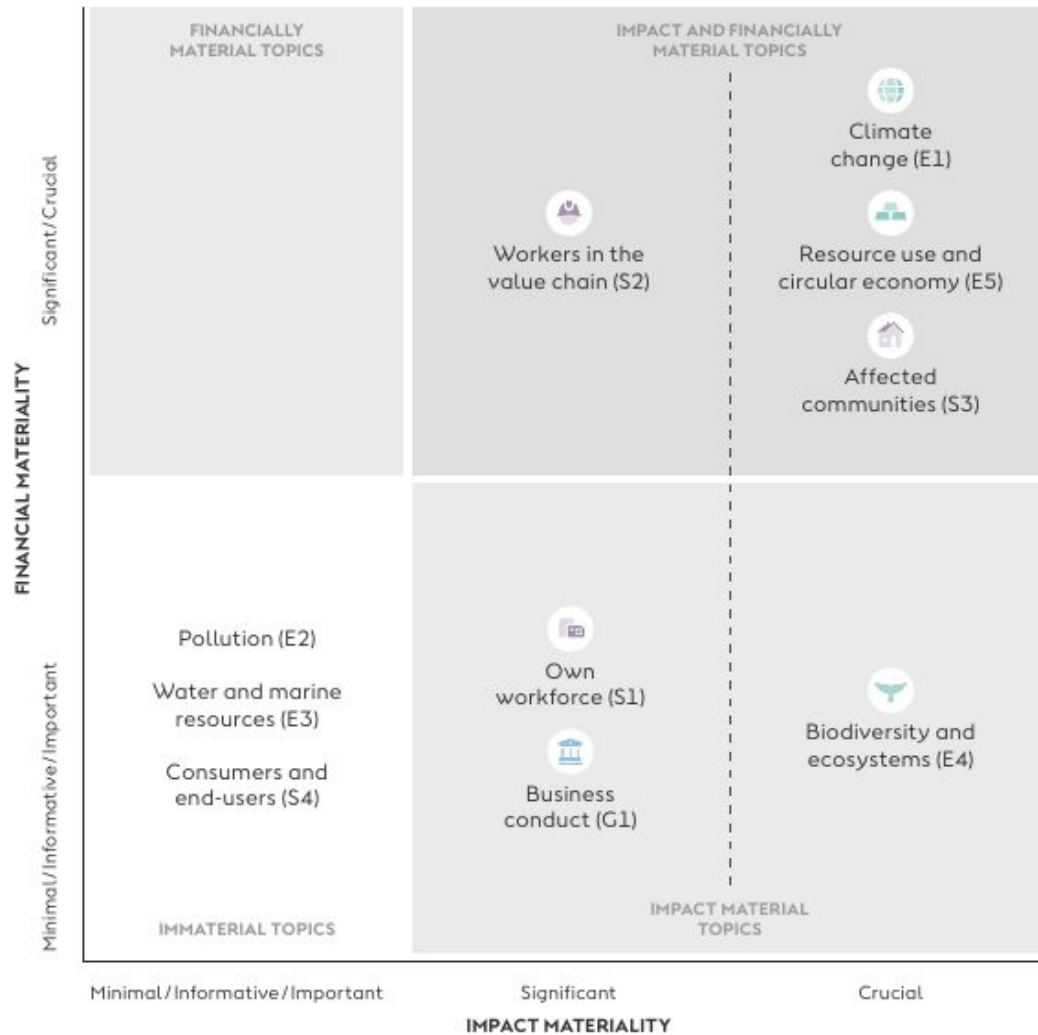 FINANCIALLY
MATERIAL TOPICS
IMPACT AND FINANCIALLY
MATERIAL TOPICS
Climate
change (E1)
Workers in the
value chain (S2)
Resource use and
circular economy (E5)
Affected
communities (S3)
Significant/Crucial
FINANCIAL MATERIALITY
Minimal/Informative/Important
Pollution (E2)
Water and marine
resources (E3)
Consumers and
end-users (S4)
Own
workforce (S1)
Business
conduct (G1)
Biodiversity and
ecosystems (E4)
IMMATERIAL TOPICS
IMPACT MATERIAL
TOPICS
Minimal/Informative/Important
Significant
Crucial
IMPACT MATERIALITY